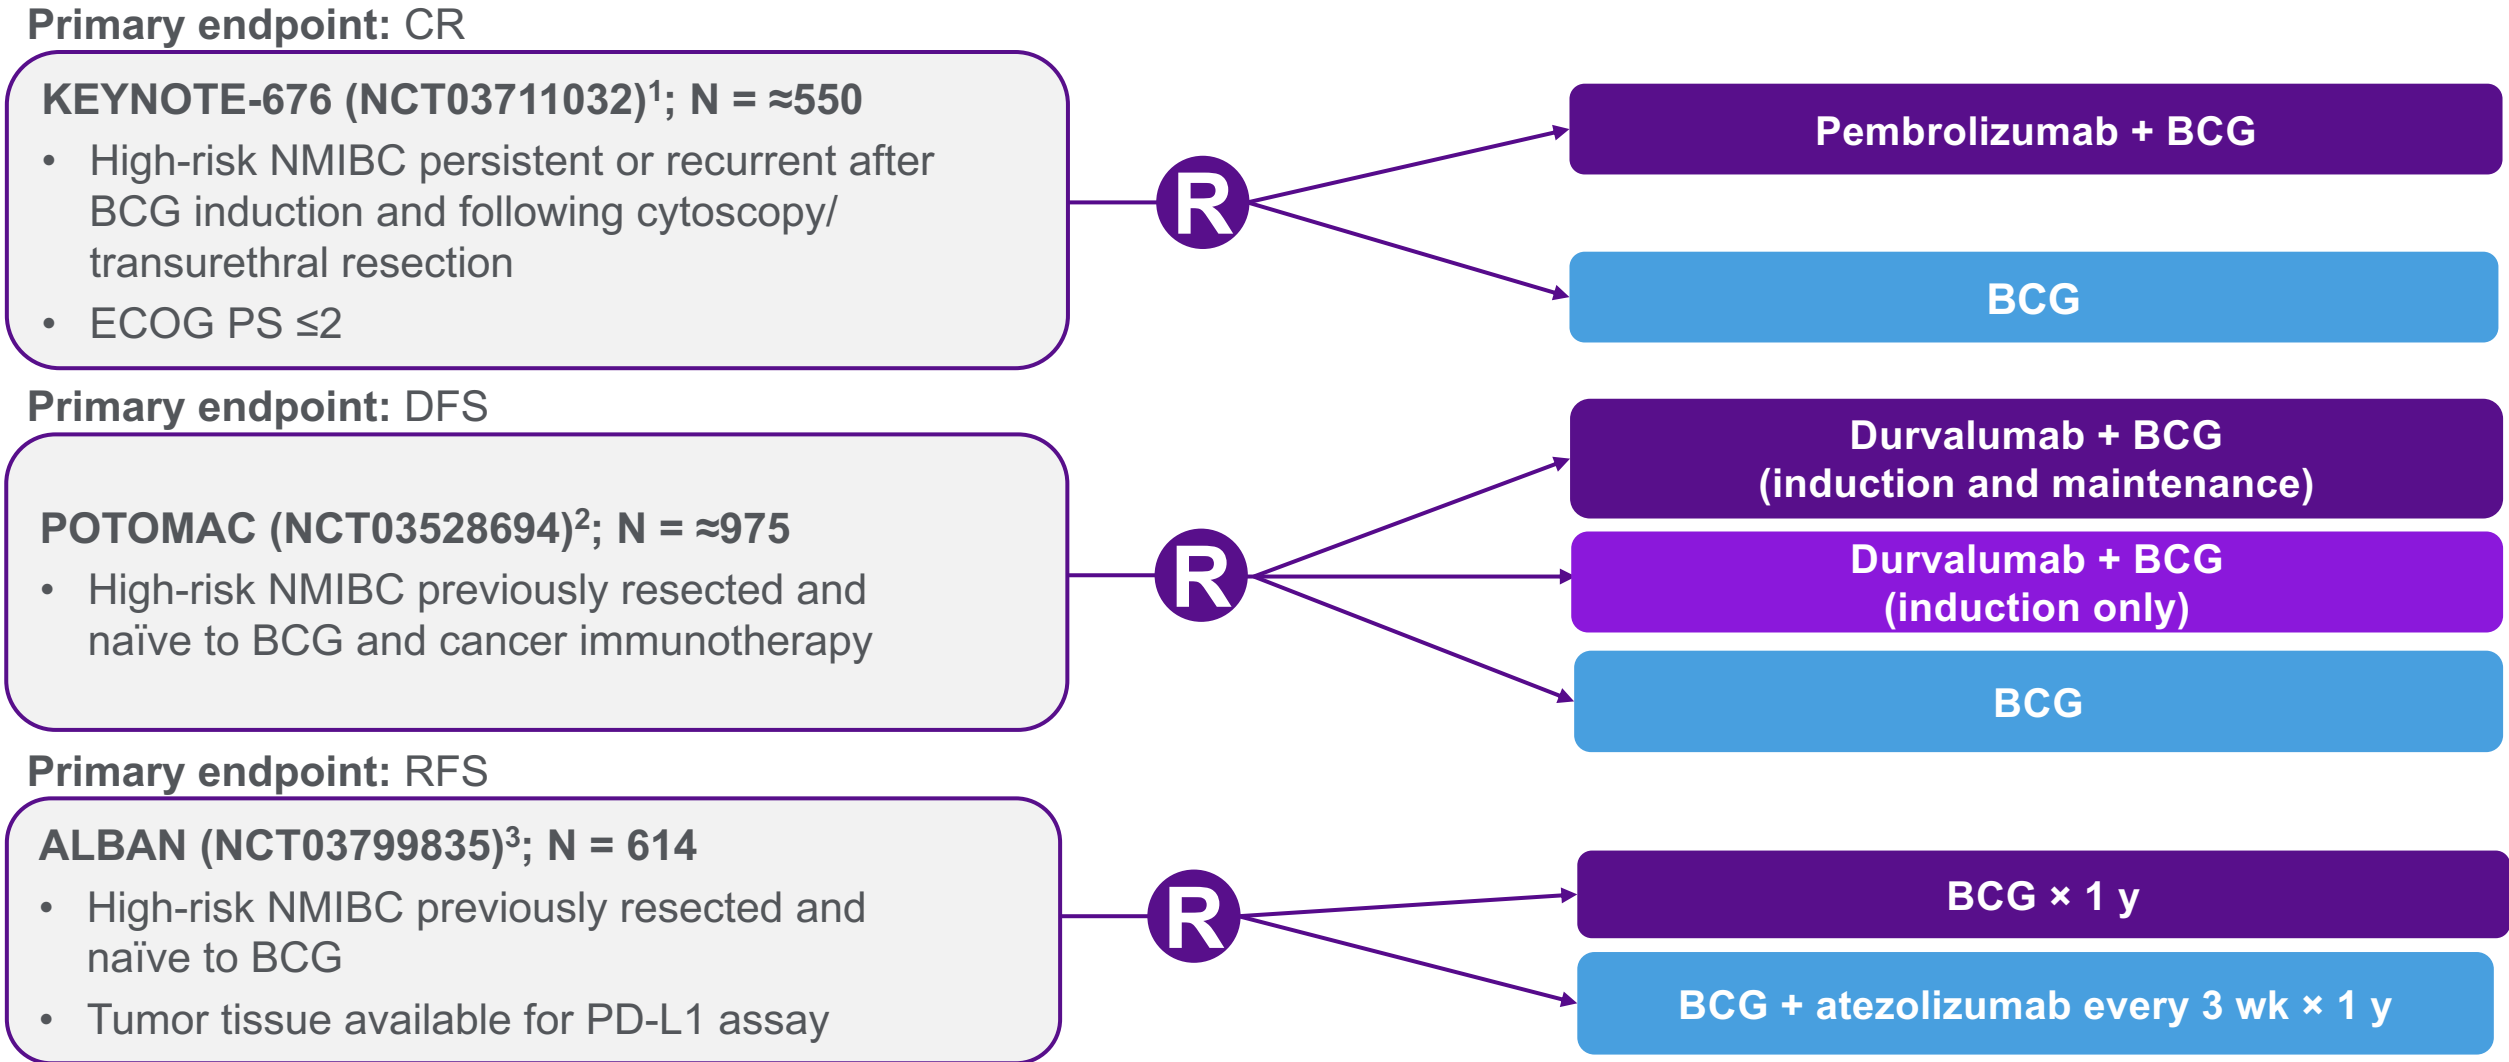 Primary endpoint: CR
KEYNOTE-676 (NCT03711032)1; N = ≈550
• High-risk NMIBC persistent or recurrent after
BCG induction and following cytoscopy/
transurethral resection
• ECOG PS ≤2
R
Pembrolizumab + BCG
BCG
Primary endpoint: DFS
POTOMAC (NCT03528694)2; N = ≈975
• High-risk NMIBC previously resected and
naïve to BCG and cancer immunotherapy
R
Durvalumab + BCG
(induction and maintenance)
Durvalumab + BCG
(induction only)
BCG
Primary endpoint: RFS
ALBAN (NCT03799835)3; N = 614
• High-risk NMIBC previously resected and
naïve to BCG
• Tumor tissue available for PD-L1 assay
R
BCG × 1 y
BCG + atezolizumab every 3 wk × 1 y